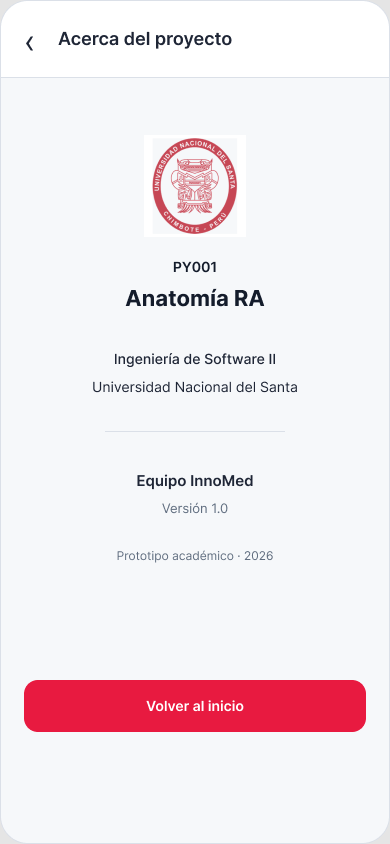 Acerca del proyecto
UNIVERSIDAD NACIONAL DEL SANTA
CHIMBOTE - PERÚ
PY001
Anatomía RA
Ingeniería de Software II
Universidad Nacional del Santa
Equipo InnoMed
Versión 1.0
Prototipo académico · 2026
Volver al inicio